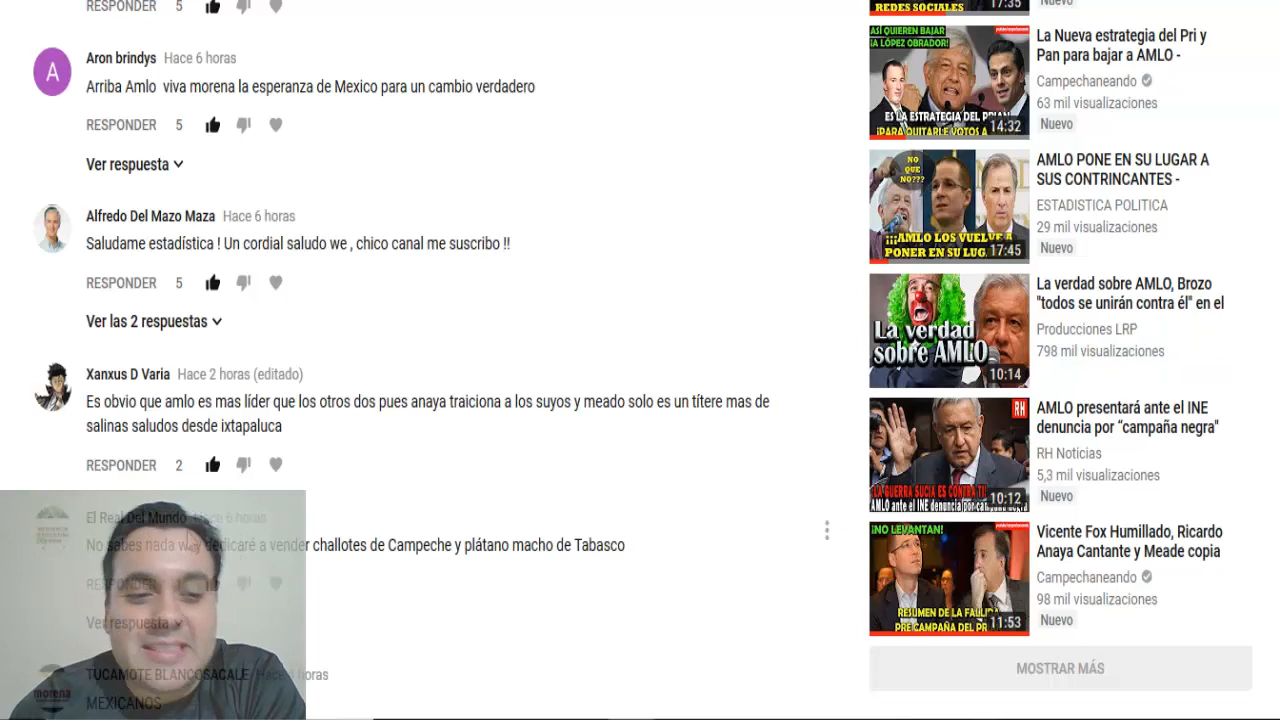 RESPONDER 5
Aron brindys Hace 6 horas
Arriba Amlo viva morena la esperanza de Mexico para un cambio verdadero
RESPONDER 5
Ver respuesta
Alfredo Del Mazo Maza Hace 6 horas
Saludame estadística ! Un cordial saludo we , chico canal me suscribo !!
RESPONDER 5
Ver las 2 respuestas
Xanxus D Varia Hace 2 horas (editado)
Es obvio que amlo es mas líder que los otros dos pues anaya traiciona a los suyos y meado solo es un títere mas de
salinas saludos desde ixtapaluca
RESPONDER 2
El Real Del Mundo Hace 6 horas
No sabes nada dedicaré a vender challotes de Campeche y plátano macho de Tabasco
RESPONDER
Ver respuesta
morena
TUCAMOTE BLANCOSACALE Hace horas
MEXICANOS
REDES SOCIALES
17:35
Nuevo
ASÍ QUIEREN BAJAR
A LÓPEZ OBRADOR!
ES LA ESTRATEGIA DEL PRIAN
¡PARA QUITARLE VOTOS A
14:32
La Nueva estrategia del Pri y
Pan para bajar a AMLO -
Campechaneando
63 mil visualizaciones
Nuevo
NO
QUE
NO???
¡¡¡AMLO LOS VUELVE A
PONER EN SU LUG
17:45
AMLO PONE EN SU LUGAR A
SUS CONTRINCANTES -
ESTADISTICA POLITICA
29 mil visualizaciones
Nuevo
La verdad
sobre AMLO
10:14
La verdad sobre AMLO, Brozo
"todos se unirán contra él" en el
Producciones LRP
798 mil visualizaciones
RH
LA GUERRA SUCIA ES CONTRA TI
AMLO ante el INE denuncia por campaña negra
10:12
AMLO presentará ante el INE
denuncia por “campaña negra"
RH Noticias
5,3 mil visualizaciones
Nuevo
¡NO LEVANTAN!
RESUMEN DE LA FALLIDA
PRE CAMPAÑA DEL PR
11:53
Vicente Fox Humillado, Ricardo
Anaya Cantante y Meade copia
Campechaneando
98 mil visualizaciones
Nuevo
MOSTRAR MÁS